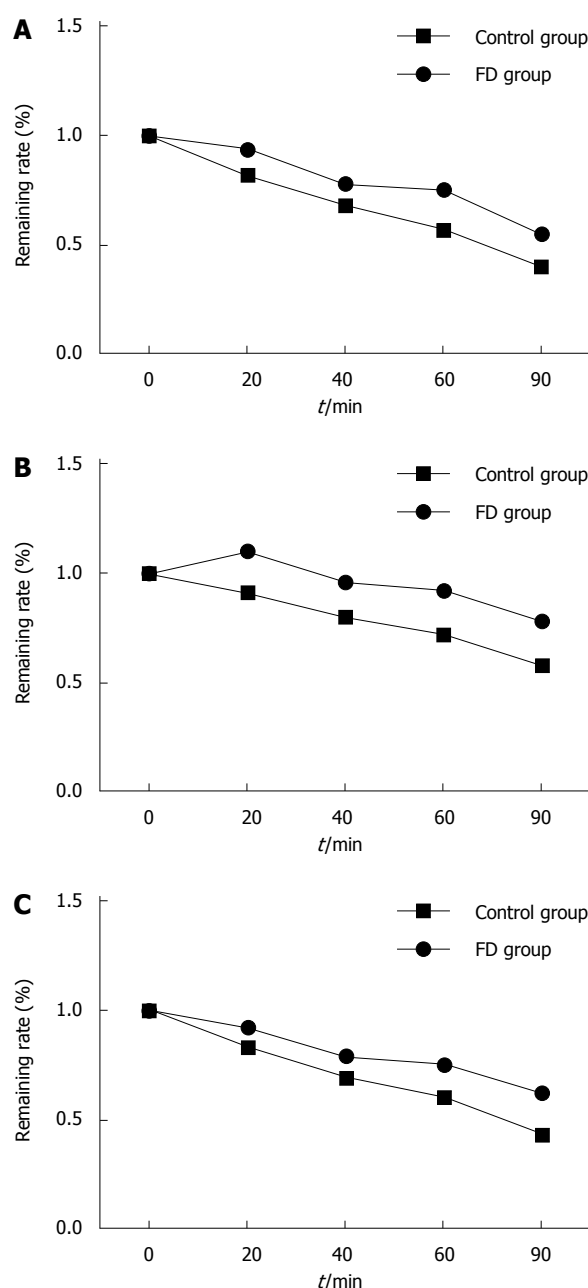 A
1.5
Control group
FD group
1.0
Remaining rate (%)
0.5
0.0
0 20 40 60 90
t/min
B
1.5
Control group
FD group
1.0
Remaining rate (%)
0.5
0.0
0 20 40 60 90
t/min
C
1.5
Control group
FD group
1.0
Remaining rate (%)
0.5
0.0
0 20 40 60 90
t/min